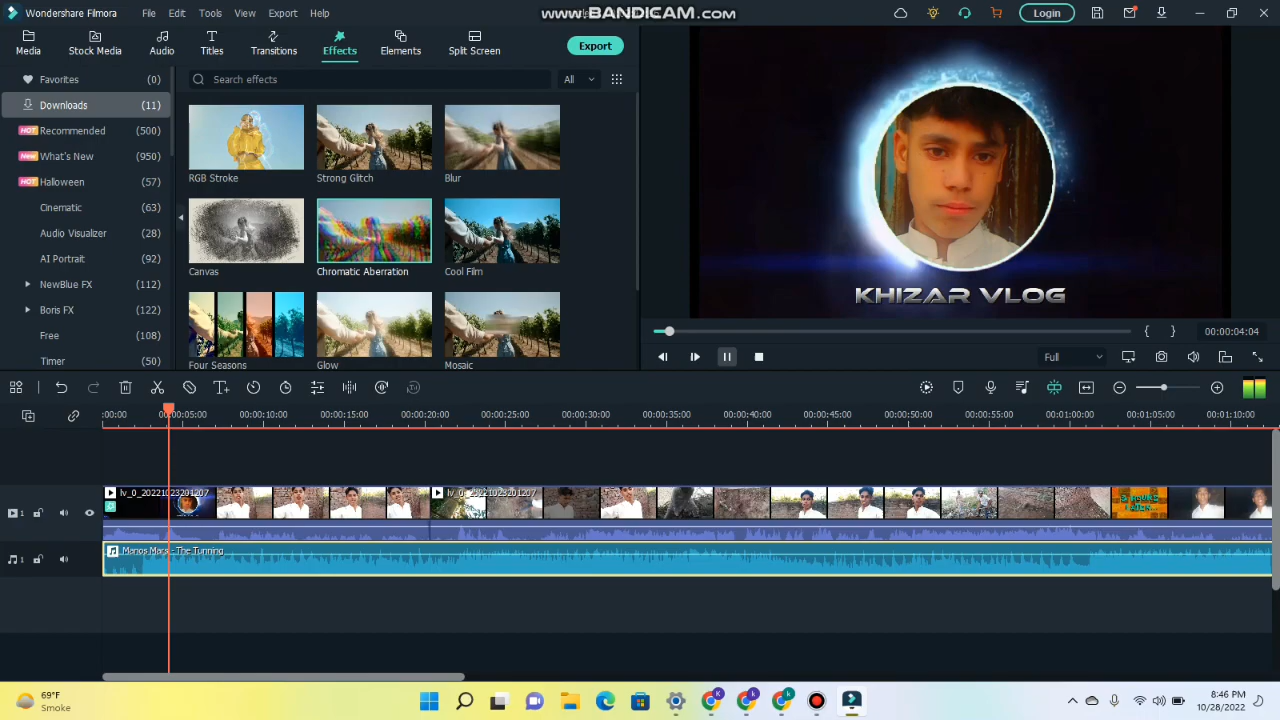 Wondershare Filmora
File
Edit
Tools
View
Export
Help
www.BANDICAM.com
Login
Media
Stock Media
Audio
Titles
Transitions
Effects
Elements
Split Screen
Export
Favorites (0)
Downloads (11)
HOT Recommended (500)
New What's New (950)
HOT Halloween (57)
Cinematic (63)
Audio Visualizer (28)
AI Portrait (92)
NewBlue FX (112)
Boris FX (122)
Free (108)
Timer (50)
Search effects
All
RGB Stroke
Strong Glitch
Blur
Canvas
Chromatic Aberration
Cool Film
Four Seasons
Glow
Mosaic
KHIZAR VLOG
{ }
00:00:04:04
Full
:00:00
00:00:05:00
00:00:10:00
00:00:15:00
00:00:20:00
00:00:25:00
00:00:30:00
00:00:35:00
00:00:40:00
00:00:45:00
00:00:50:00
00:00:55:00
00:01:00:00
00:01:05:00
00:01:10:00
1
lv_0_20221023201207
lv_0_20221023201207
1
Manos Mars - The Tunning
69°F
Smoke
8:46 PM
10/28/2022